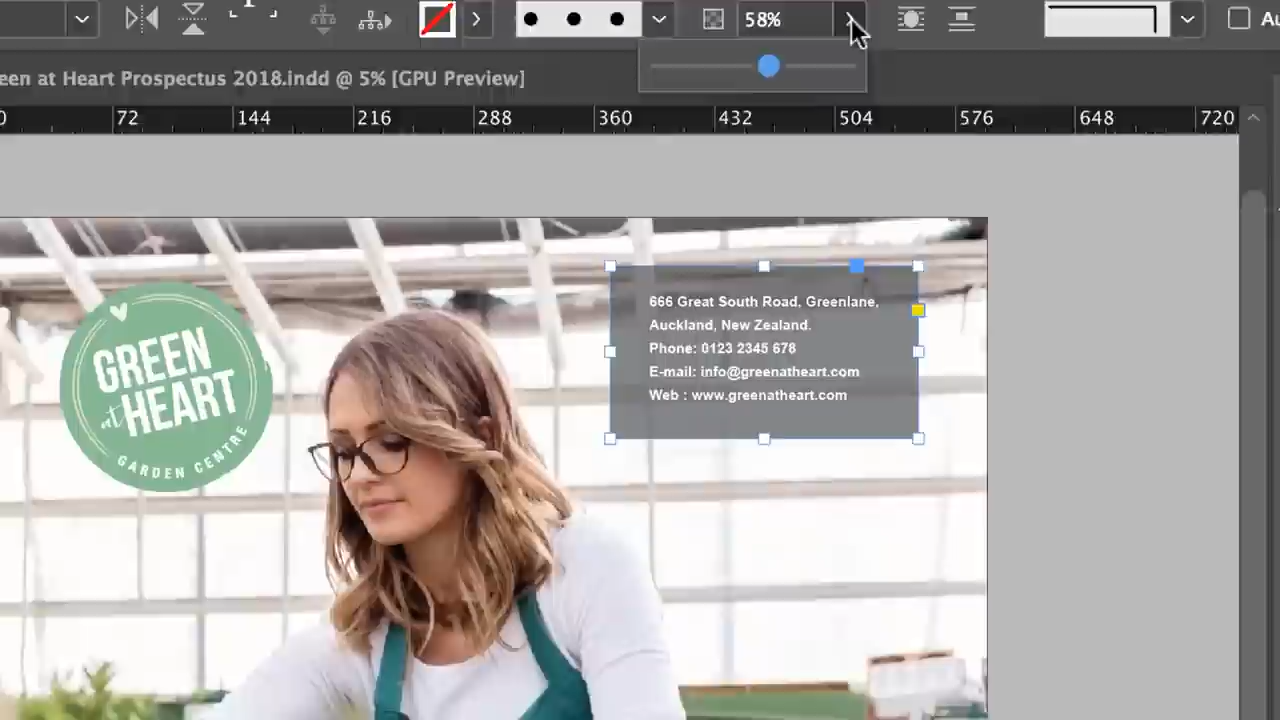 58%
Au
een at Heart Prospectus 2018.indd @ 5% [GPU Preview]
0 72 144 216 288 360 432 504 576 648 720
GREEN
at HEART
GARDEN CENTRE
666 Great South Road, Greenlane,
Auckland, New Zealand.
Phone: 0123 2345 678
E-mail: info@greenatheart.com
Web : www.greenatheart.com